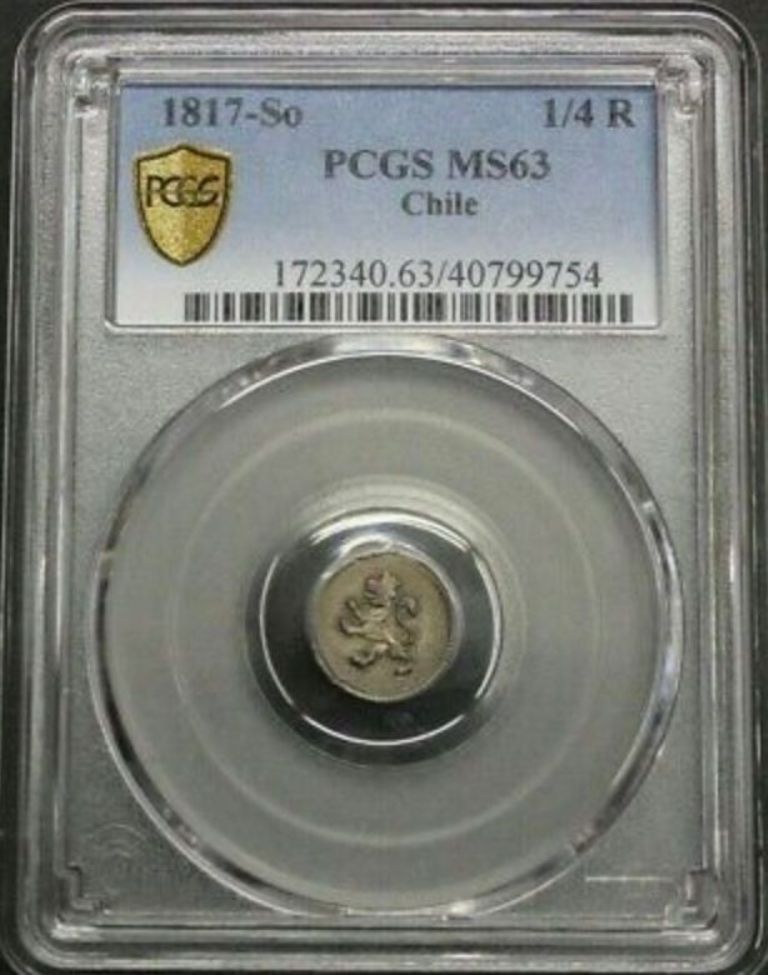 1817-So 1/4 R
PCGS MS63
Chile
PCGS
172340.63/40799754